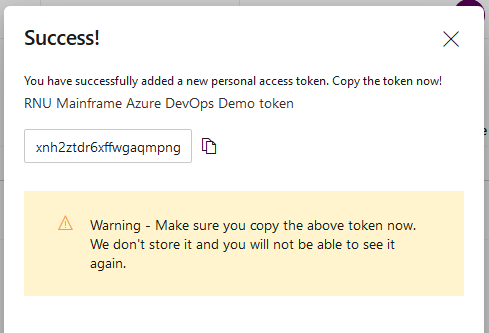 Success!
You have successfully added a new personal access token. Copy the token now!
RNU Mainframe Azure DevOps Demo token
xnh2ztdr6xffwgaqmpng
Warning - Make sure you copy the above token now.
We don't store it and you will not be able to see it
again.